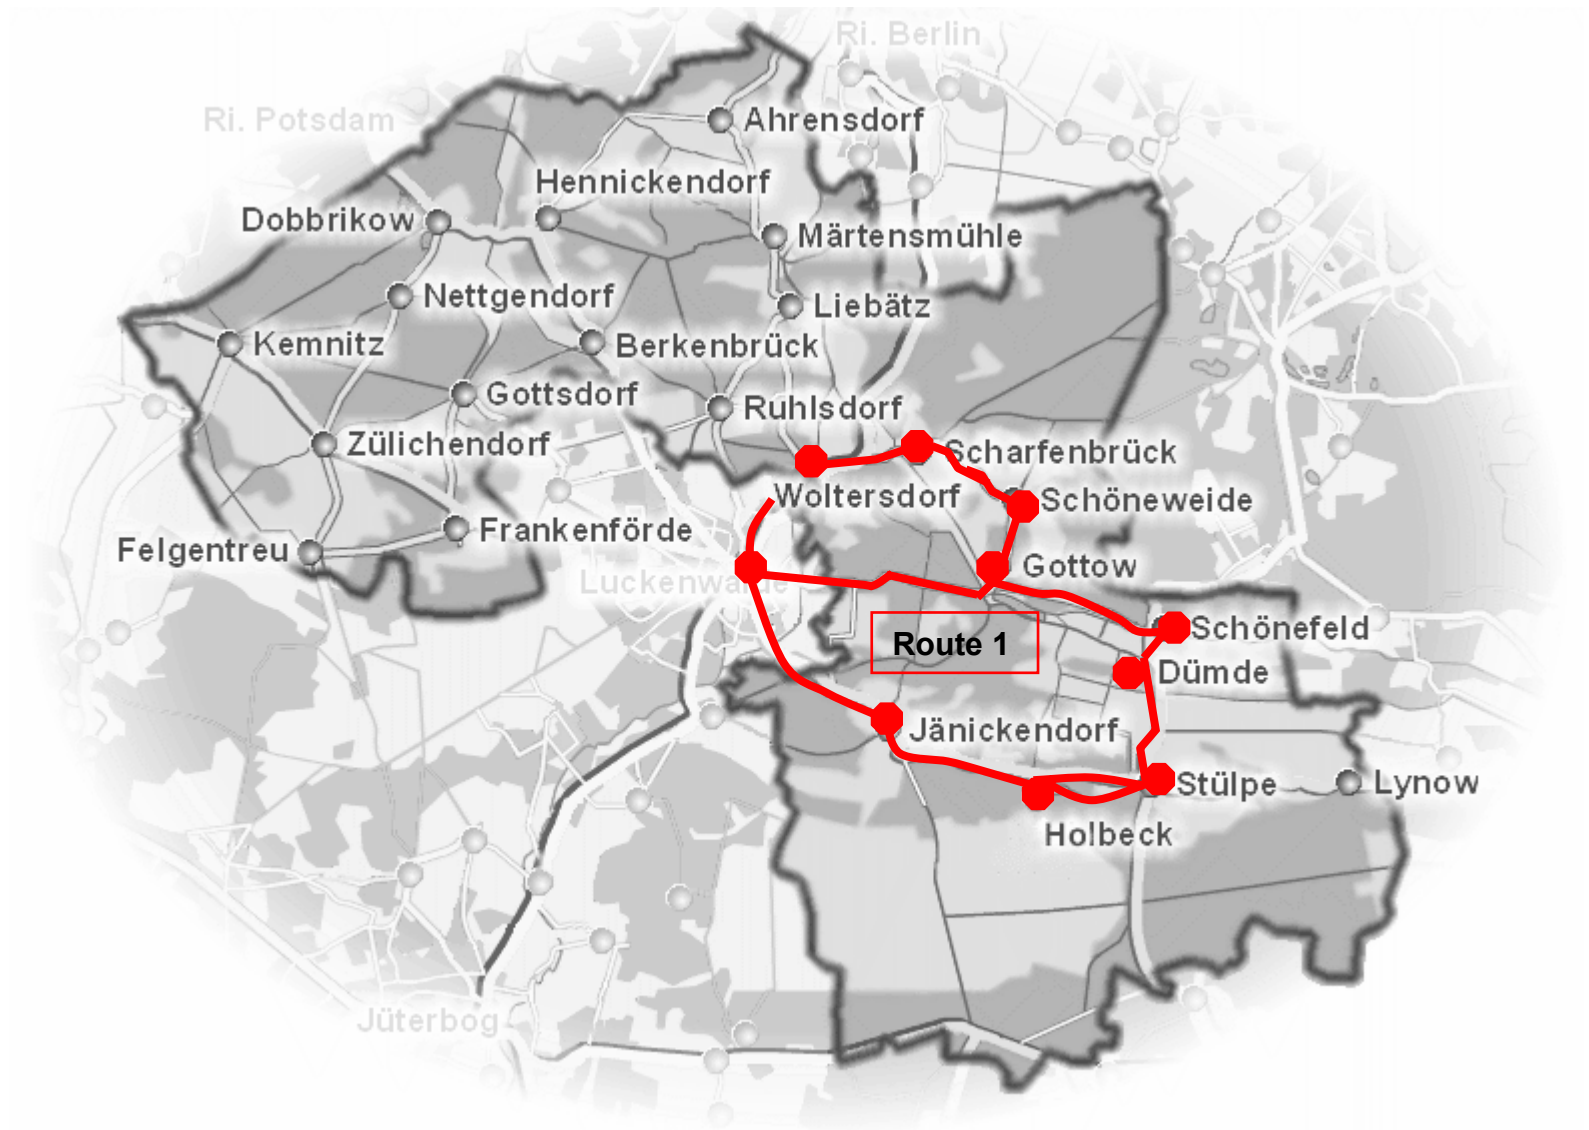 Ri. Berlin
Ri. Potsdam
Ahrensdorf
Hennickendorf
Dobbrikow
Märtensmühle
Nettgendorf
Liebätz
Kemnitz
Berkenbrück
Gottsdorf
Ruhlsdorf
Zülichendorf
Scharfenbrück
Woltersdorf
Schöneweide
Frankenförde
Felgentreu
Gottow
Luckenwalde
Schönefeld
Route 1
Dümde
Jänickendorf
Stülpe
Lynow
Holbeck
Jüterbog